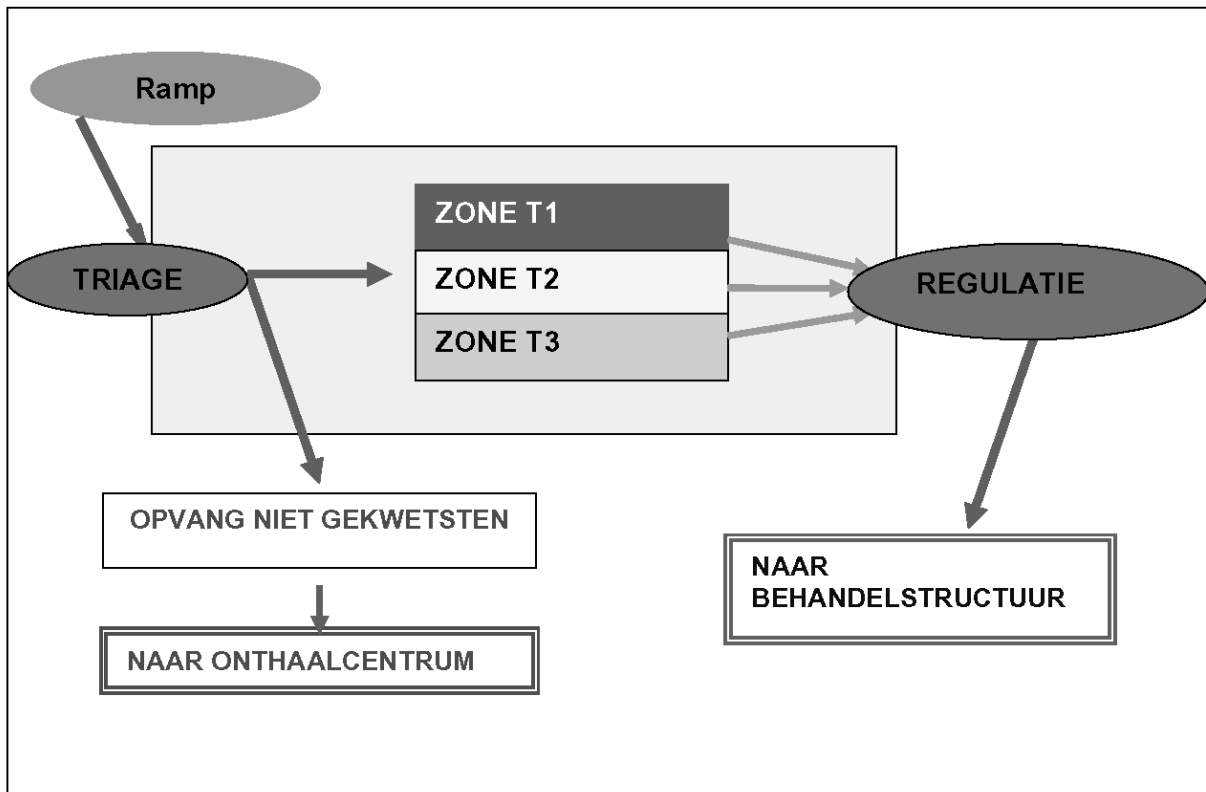 Ramp
ZONE T1
TRIAGE
ZONE T2
REGULATIE
ZONE T3
OPVANG NIET GEKWETSTEN
NAAR
BEHANDELSTRUCTUUR
NAAR ONTHAALCENTRUM